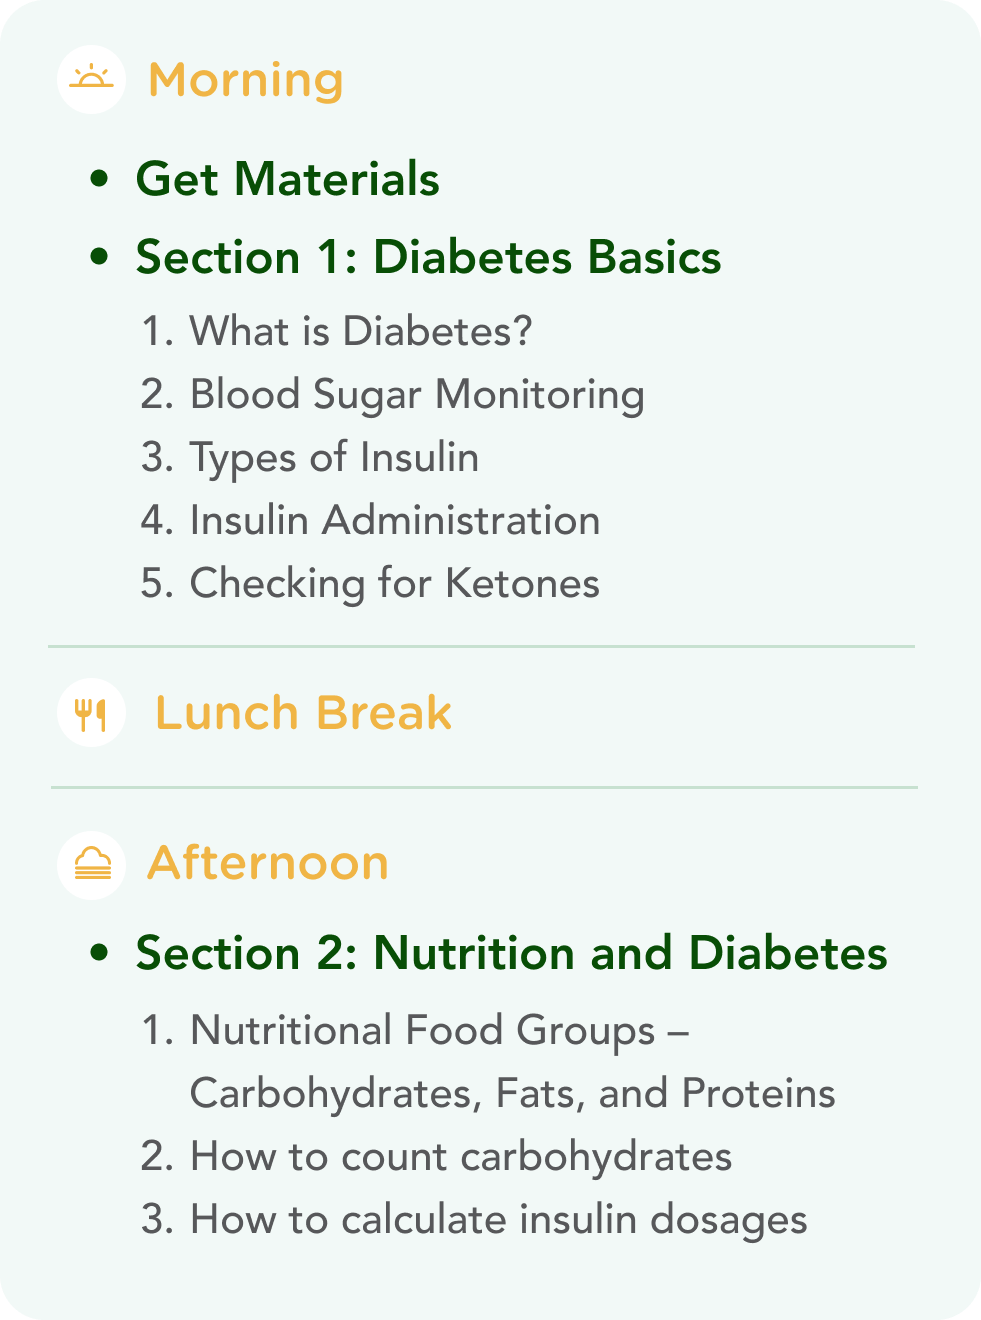 Morning
• Get Materials
• Section 1: Diabetes Basics
1. What is Diabetes?
2. Blood Sugar Monitoring
3. Types of Insulin
4. Insulin Administration
5. Checking for Ketones
Lunch Break
Afternoon
• Section 2: Nutrition and Diabetes
1. Nutritional Food Groups –
Carbohydrates, Fats, and Proteins
2. How to count carbohydrates
3. How to calculate insulin dosages